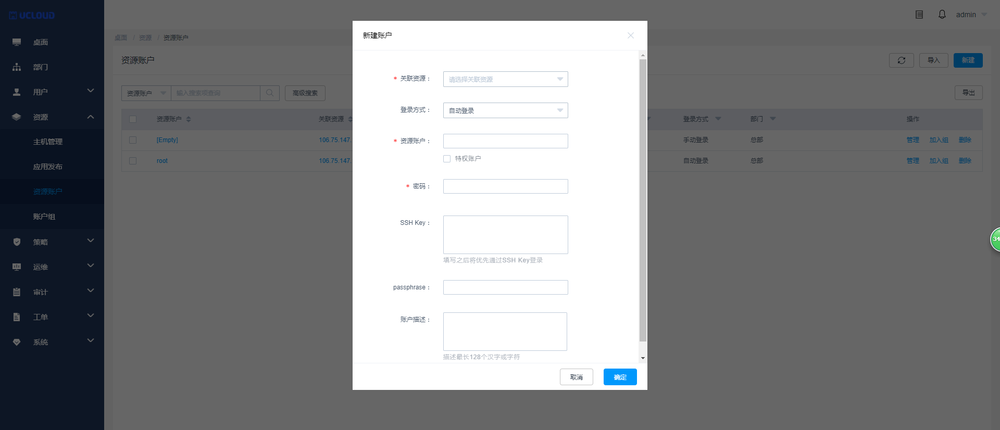 UCLOUD
admin
桌面
部门
用户
资源
主机管理
应用发布
资源账户
账户组
策略
运维
审计
工单
系统
桌面 / 资源 / 资源账户
资源账户
导入
新建
资源账户
输入搜索项查询
高级搜索
导出
资源账户
关联资源
登录方式
部门
操作
[Empty]
106.75.147.
手动登录
总部
管理
加入组
删除
root
106.75.147.
自动登录
总部
管理
加入组
删除
新建账户
* 关联资源：
请选择关联资源
登录方式：
自动登录
* 资源账户：
特权账户
* 密码：
SSH Key：
填写之后将优先通过SSH Key登录
passphrase：
账户描述：
描述最长128个汉字或字符
取消
确定
34